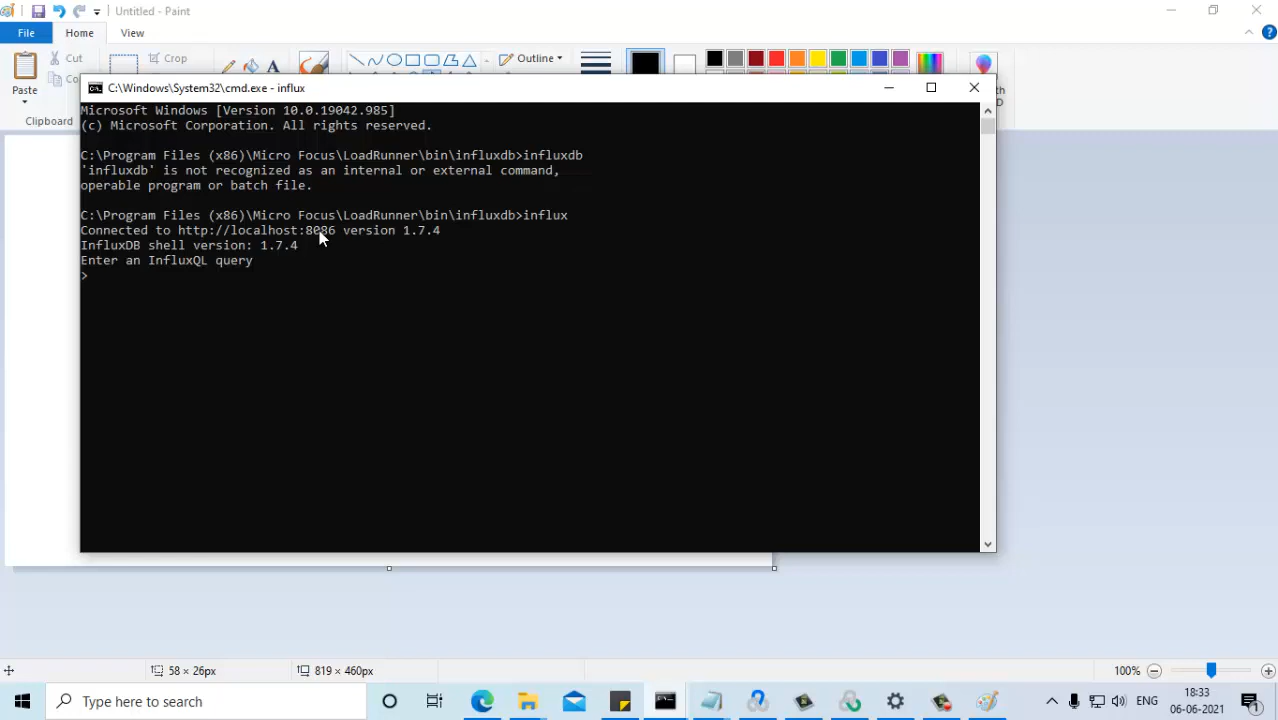 Untitled - Paint
File
Home
View
Paste
Cut
Crop
Outline
Clipboard
C:\Windows\System32\cmd.exe - influx
Microsoft Windows [Version 10.0.19042.985]
(c) Microsoft Corporation. All rights reserved.
C:\Program Files (x86)\Micro Focus\LoadRunner\bin\influxdb>influxdb
'influxdb' is not recognized as an internal or external command,
operable program or batch file.
C:\Program Files (x86)\Micro Focus\LoadRunner\bin\influxdb>influx
Connected to http://localhost:8086 version 1.7.4
InfluxDB shell version: 1.7.4
Enter an InfluxQL query
>
58 × 26px
819 × 460px
100%
Type here to search
ENG
18:33
06-06-2021
1